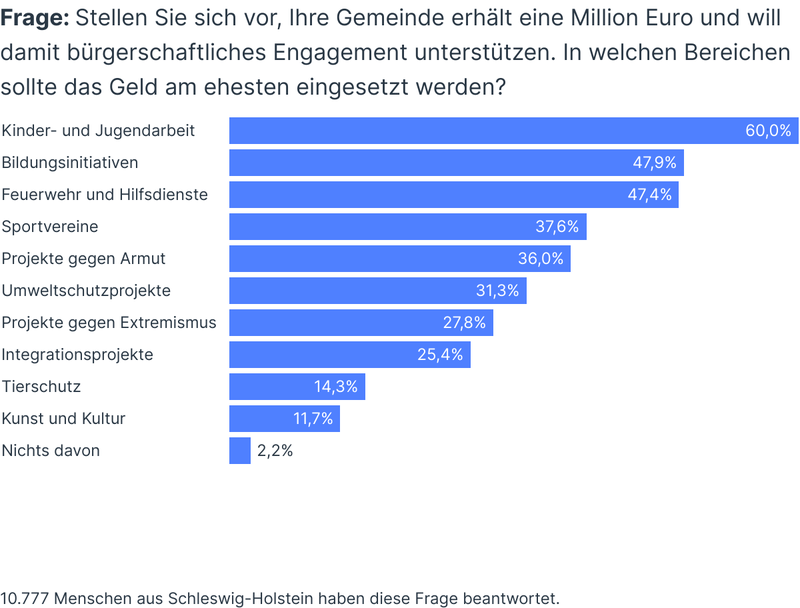 Frage: Stellen Sie sich vor, Ihre Gemeinde erhält eine Million Euro und will
damit bürgerschaftliches Engagement unterstützen. In welchen Bereichen
sollte das Geld am ehesten eingesetzt werden?
Kinder- und Jugendarbeit 60,0%
Bildungsinitiativen 47,9%
Feuerwehr und Hilfsdienste 47,4%
Sportvereine 37,6%
Projekte gegen Armut 36,0%
Umweltschutzprojekte 31,3%
Projekte gegen Extremismus 27,8%
Integrationsprojekte 25,4%
Tierschutz 14,3%
Kunst und Kultur 11,7%
Nichts davon 2,2%
10.777 Menschen aus Schleswig-Holstein haben diese Frage beantwortet.